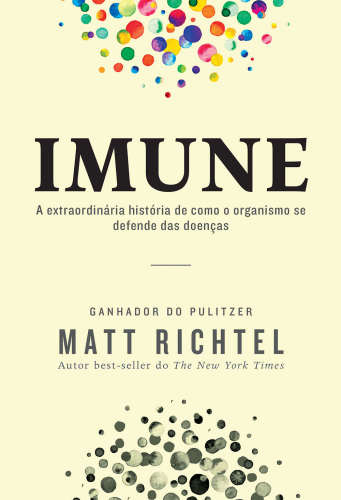 IMUNE
A extraordinária história de como o organismo se
defende das doenças
GANHADOR DO PULITZER
MATT RICHTEL
Autor best-seller do The New York Times